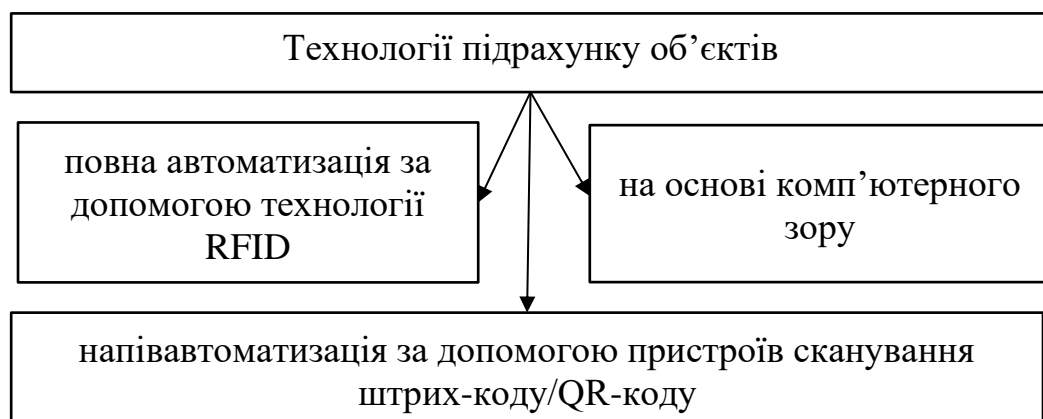 Технології підрахунку об’єктів
повна автоматизація за
допомогою технології
RFID
на основі комп’ютерного
зору
напівавтоматизація за допомогою пристроїв сканування
штрих-коду/QR-коду